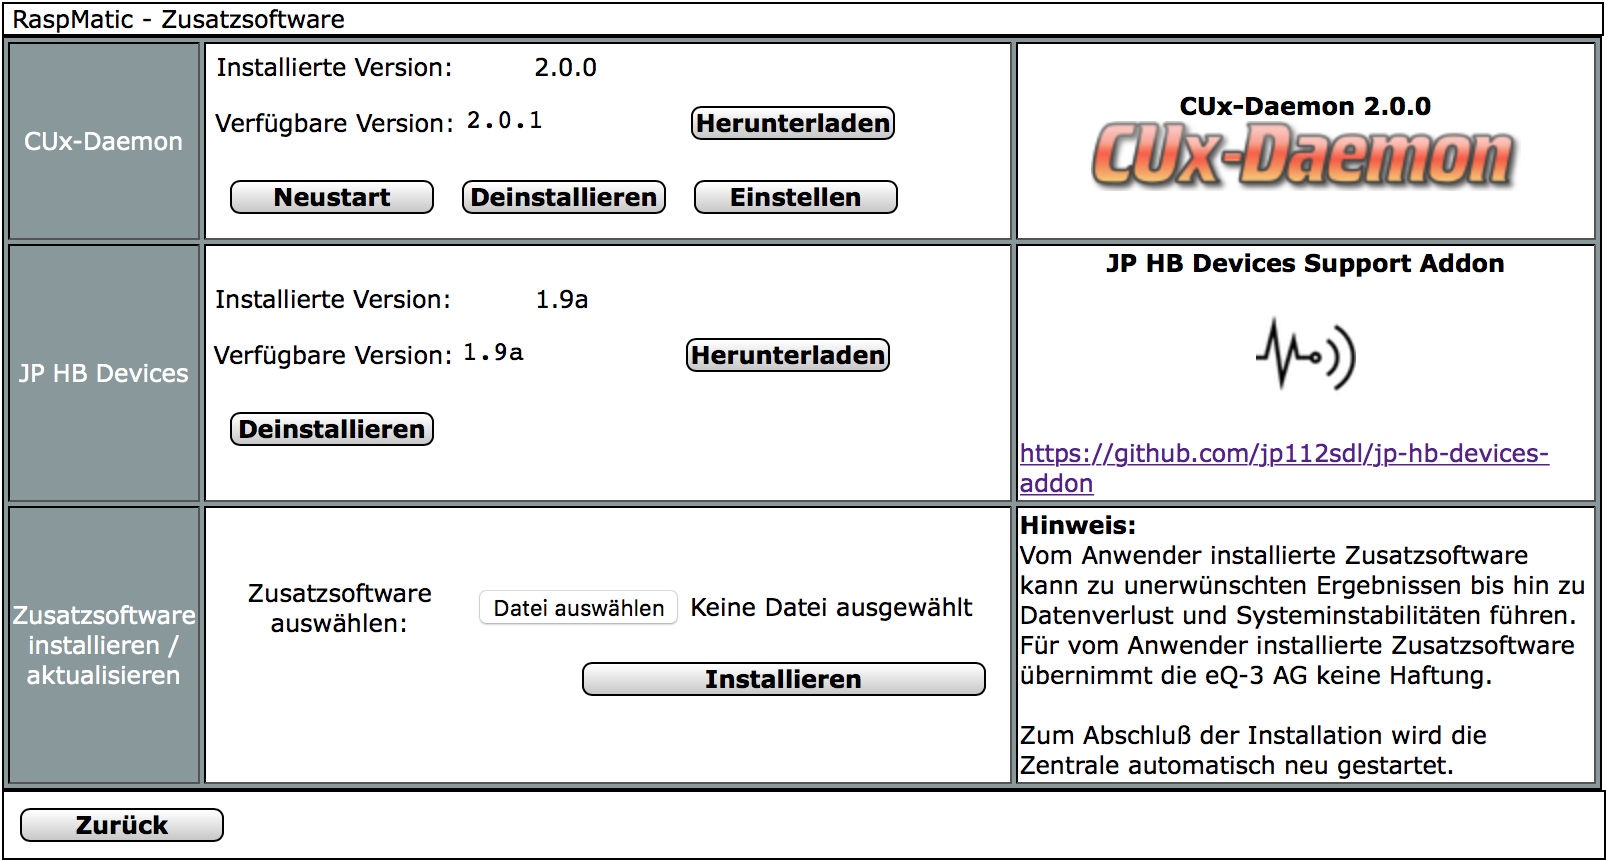 RaspMatic - Zusatzsoftware
CUx-Daemon
Installierte Version: 2.0.0
Verfügbare Version: 2.0.1 Herunterladen
Neustart Deinstallieren Einstellen
CUx-Daemon 2.0.0
CUx-Daemon
JP HB Devices
Installierte Version: 1.9a
Verfügbare Version: 1.9a Herunterladen
Deinstallieren
JP HB Devices Support Addon
https://github.com/jp112sdl/jp-hb-devices-
addon
Zusatzsoftware
installieren /
aktualisieren
Zusatzsoftware
auswählen:
Datei auswählen Keine Datei ausgewählt
Installieren
Hinweis:
Vom Anwender installierte Zusatzsoftware
kann zu unerwünschten Ergebnissen bis hin zu
Datenverlust und Systeminstabilitäten führen.
Für vom Anwender installierte Zusatzsoftware
übernimmt die eQ-3 AG keine Haftung.
Zum Abschluß der Installation wird die
Zentrale automatisch neu gestartet.
Zurück